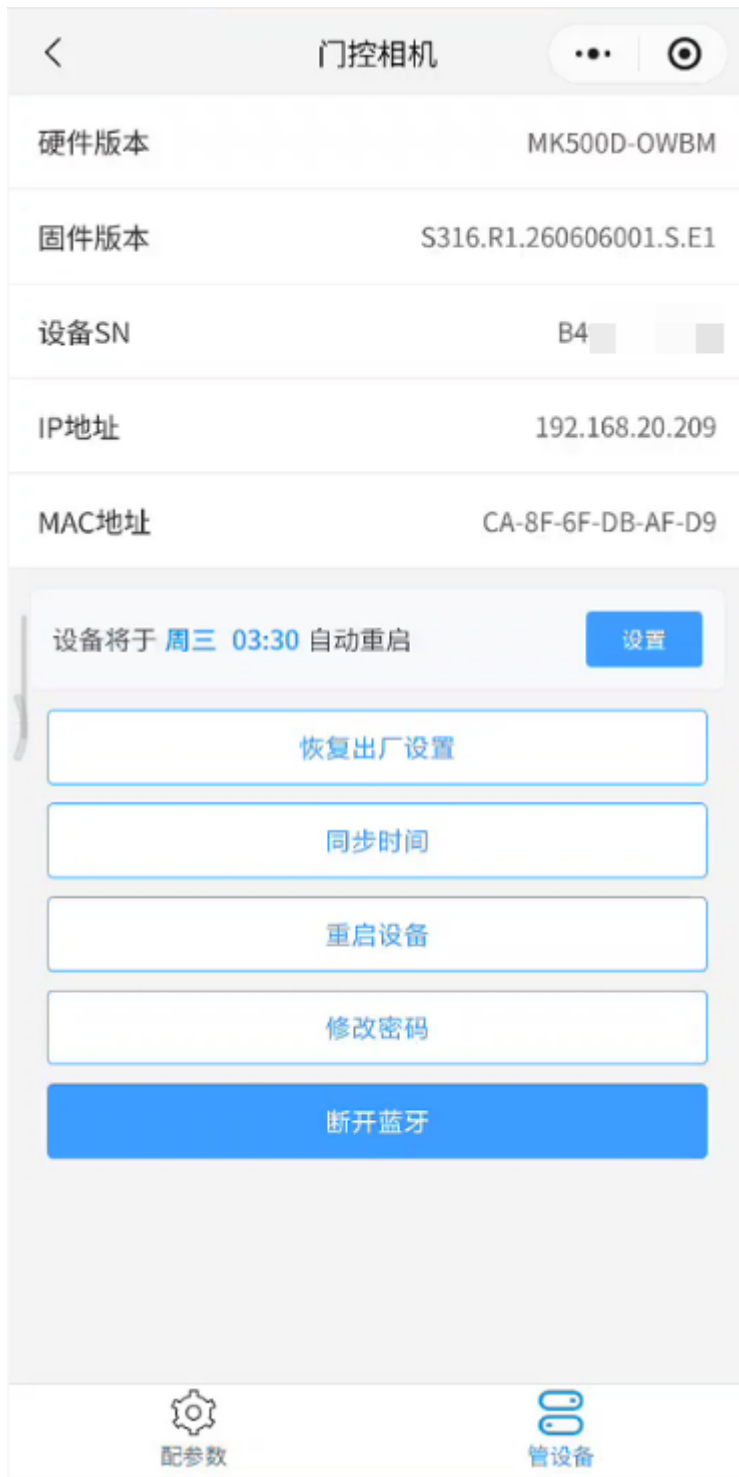 门控相机
硬件版本 MK500D-OWBM
固件版本 S316.R1.260606001.S.E1
设备SN B4
IP地址 192.168.20.209
MAC地址 CA-8F-6F-DB-AF-D9
设备将于 周三 03:30 自动重启 设置
恢复出厂设置
同步时间
重启设备
修改密码
断开蓝牙
配参数 管设备